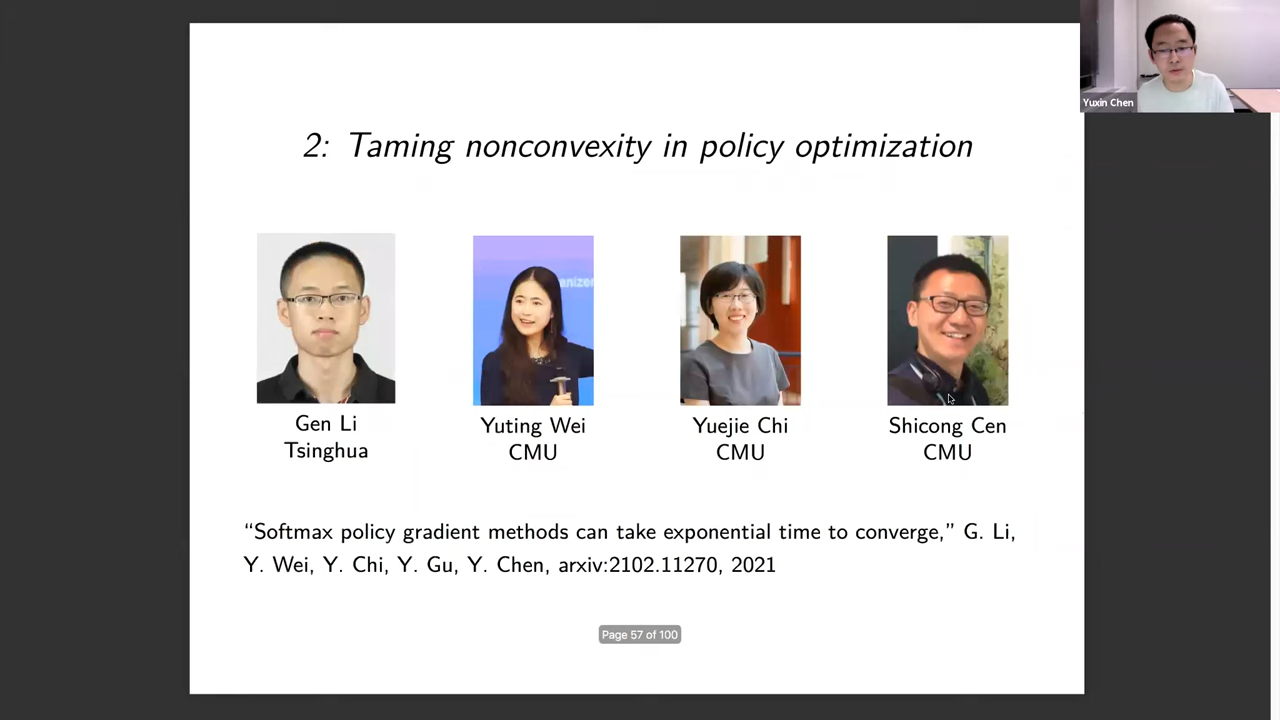 Yuxin Chen
2: Taming nonconvexity in policy optimization
anizer
Gen Li
Tsinghua
Yuting Wei
CMU
Yuejie Chi
CMU
Shicong Cen
CMU
“Softmax policy gradient methods can take exponential time to converge,” G. Li,
Y. Wei, Y. Chi, Y. Gu, Y. Chen, arxiv:2102.11270, 2021
Page 57 of 100